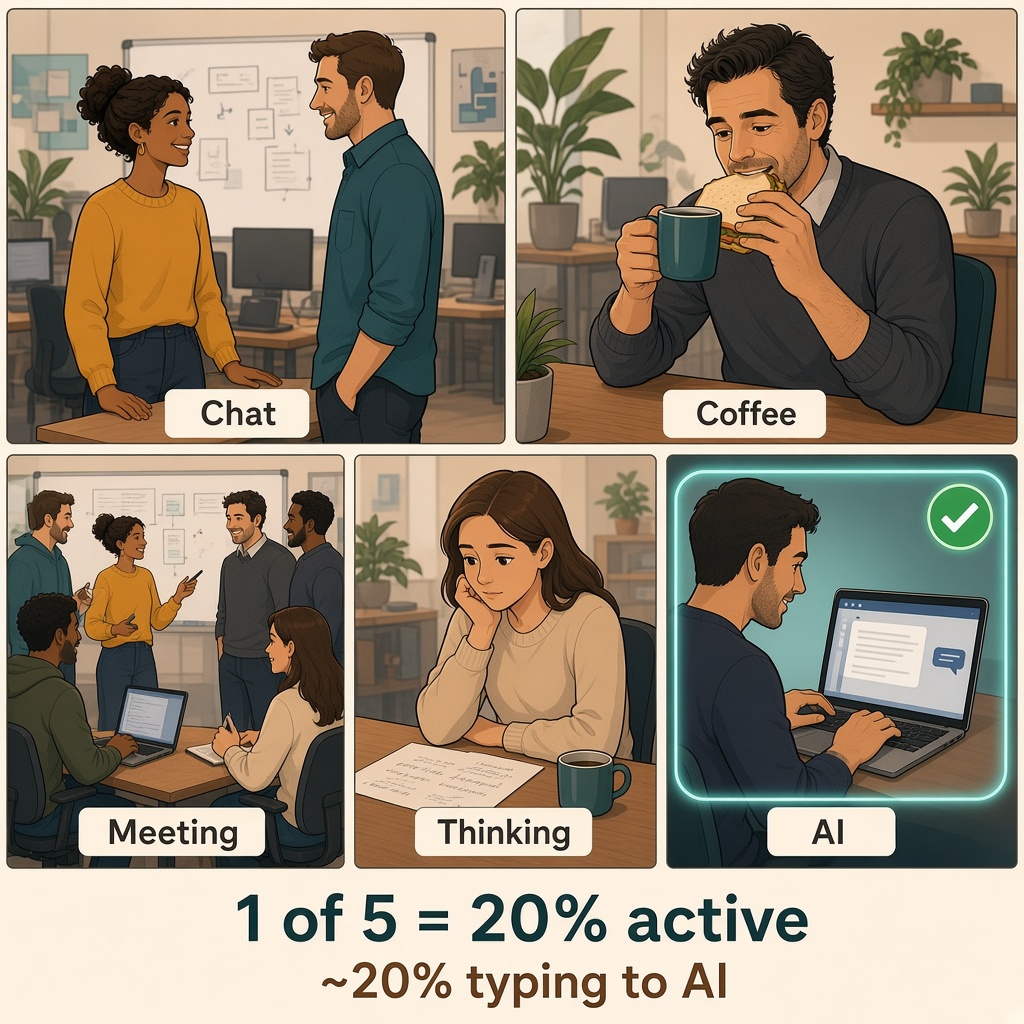 Chat
Coffee
Meeting
Thinking
AI
1 of 5 = 20% active
~20% typing to AI